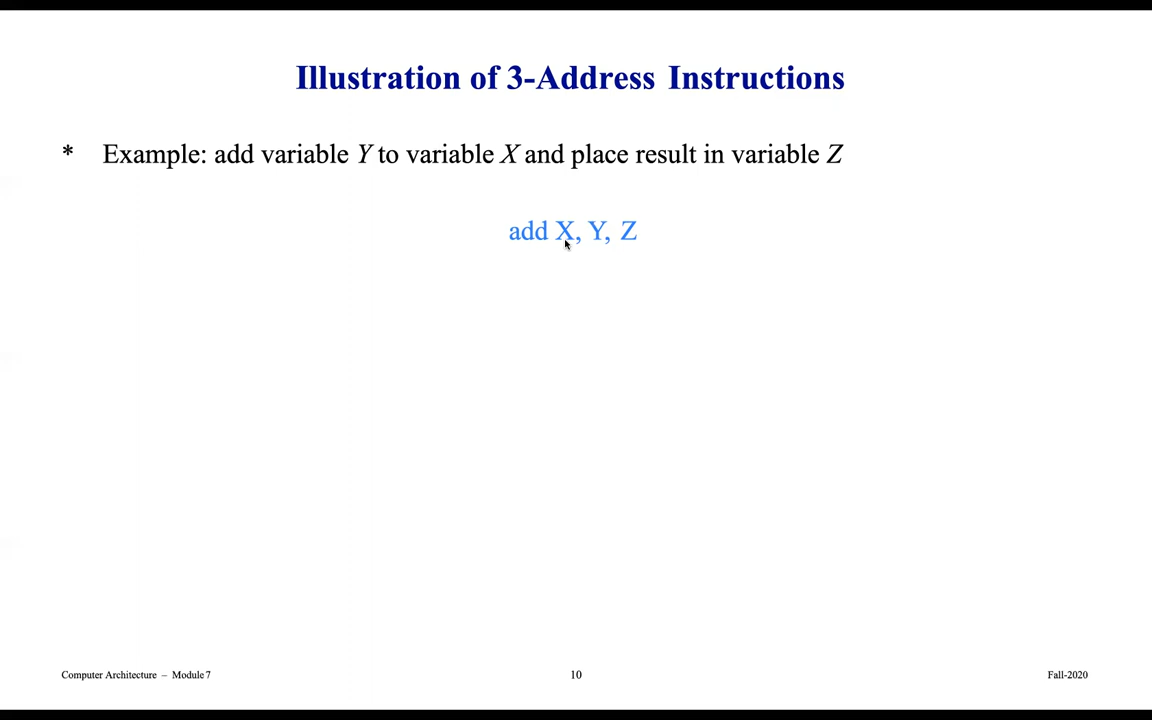 Illustration of 3-Address Instructions
* Example: add variable Y to variable X and place result in variable Z
add X, Y, Z
Computer Architecture – Module 7 10 Fall-2020